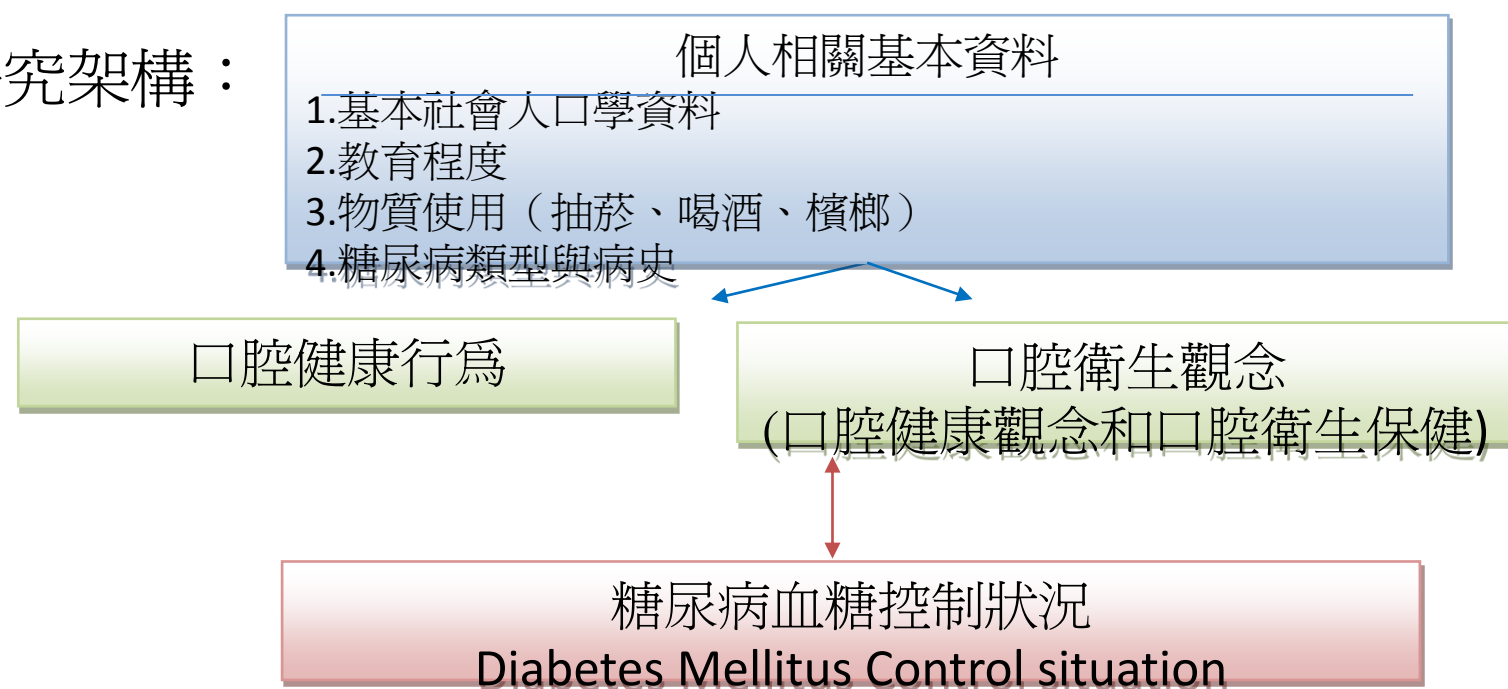 究架構：
個人相關基本資料
1.基本社會人口學資料
2.教育程度
3.物質使用（抽菸、喝酒、檳榔）
4.糖尿病類型與病史
口腔健康行為
口腔衛生觀念
(口腔健康觀念和口腔衛生保健)
糖尿病血糖控制狀況
Diabetes Mellitus Control situation